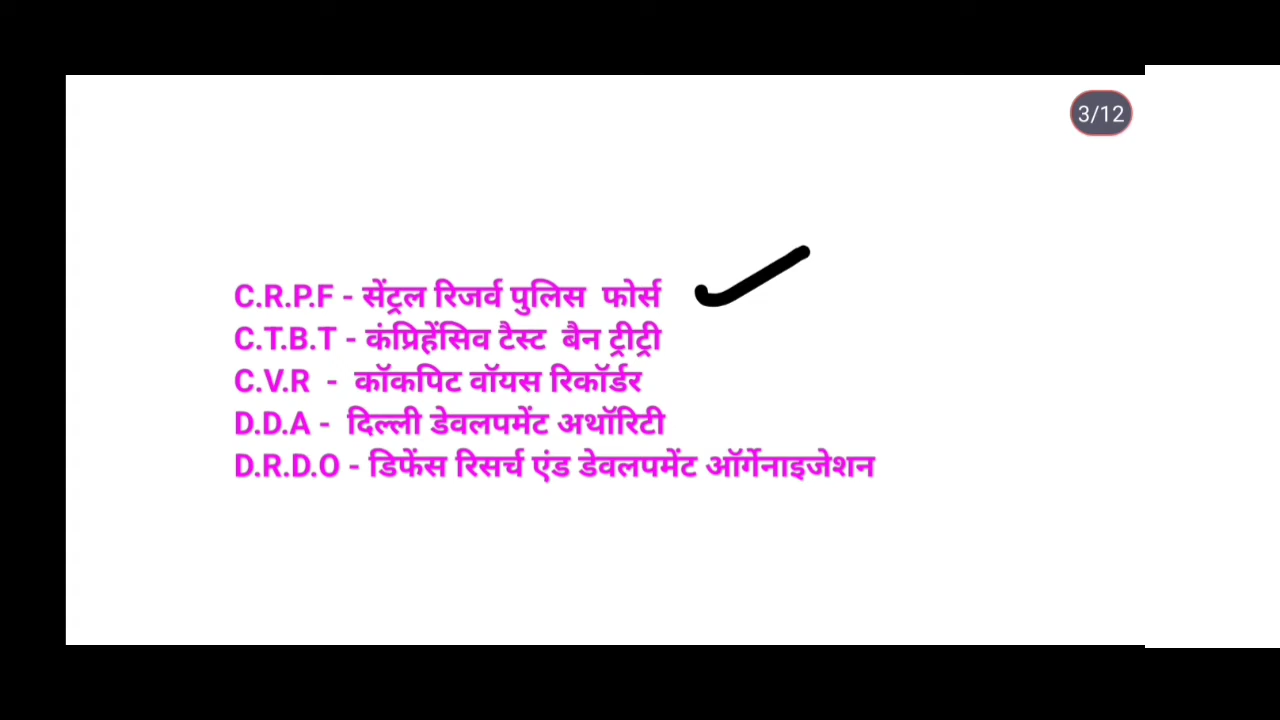 3/12
C.R.P.F - सेंट्रल रिजर्व पुलिस  फोर्स
C.T.B.T - कंप्रिहेंसिव टैस्ट  बैन ट्रीट्री
C.V.R  -  कॉकपिट वॉयस रिकॉर्डर
D.D.A -  दिल्ली डेवलपमेंट अथॉरिटी
D.R.D.O - डिफेंस रिसर्च एंड डेवलपमेंट ऑर्गेनाइजेशन